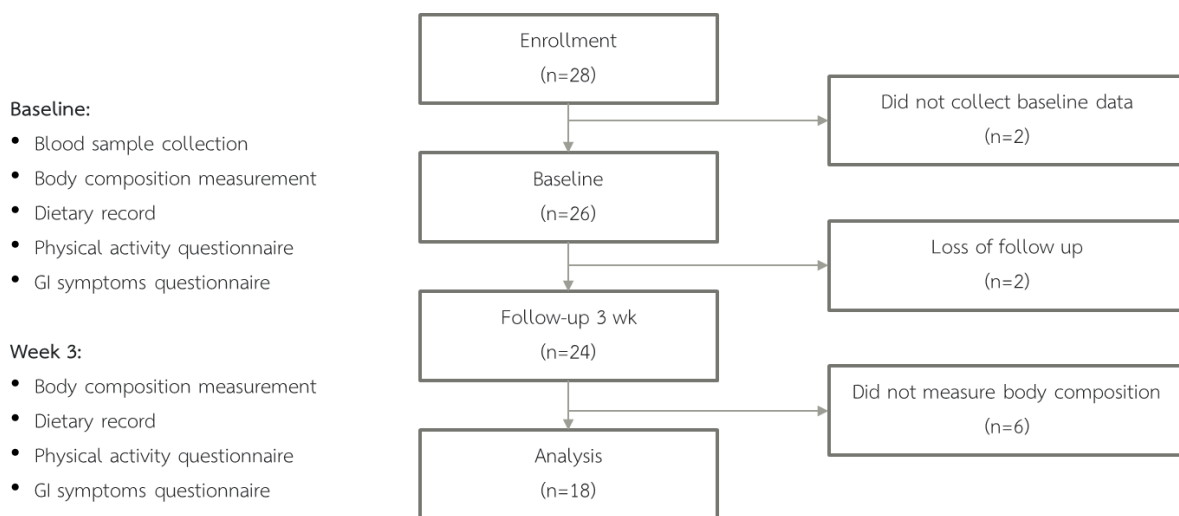 Enrollment
(n=28)
Did not collect baseline data
(n=2)
Baseline:
• Blood sample collection
• Body composition measurement
• Dietary record
• Physical activity questionnaire
• GI symptoms questionnaire
Baseline
(n=26)
Loss of follow up
(n=2)
Follow-up 3 wk
(n=24)
Week 3:
• Body composition measurement
• Dietary record
• Physical activity questionnaire
• GI symptoms questionnaire
Did not measure body composition
(n=6)
Analysis
(n=18)